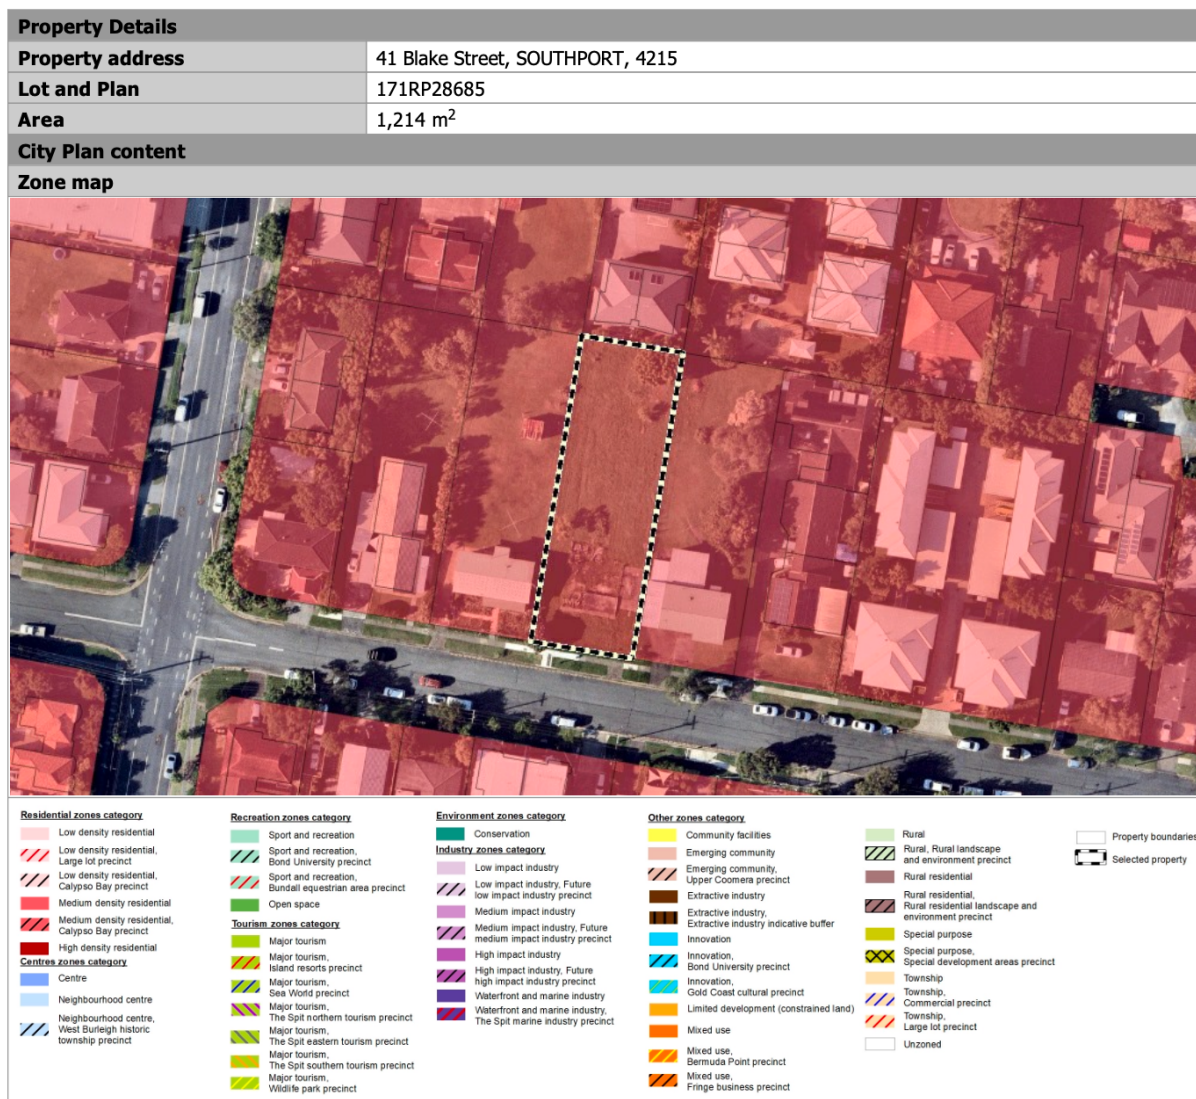 Property Details
Property address 41 Blake Street, SOUTHPORT, 4215
Lot and Plan 171RP28685
Area 1,214 m²
City Plan content
Zone map
Residential zones category
Low density residential
Low density residential,
Large lot precinct
Low density residential,
Calypso Bay precinct
Medium density residential
Medium density residential,
Calypso Bay precinct
High density residential
Centres zones category
Centre
Neighbourhood centre
Neighbourhood centre,
West Burleigh historic
township precinct
Recreation zones category
Sport and recreation
Sport and recreation,
Bond University precinct
Sport and recreation,
Bundall equestrian area precinct
Open space
Tourism zones category
Major tourism
Major tourism,
Island resorts precinct
Major tourism,
Sea World precinct
Major tourism,
The Spit northern tourism precinct
Major tourism,
The Spit eastern tourism precinct
Major tourism,
The Spit southern tourism precinct
Major tourism,
Wildlife park precinct
Environment zones category
Conservation
Industry zones category
Low impact industry
Low impact industry, Future
low impact industry precinct
Medium impact industry
Medium impact industry, Future
medium impact industry precinct
High impact industry
High impact industry, Future
high impact industry precinct
Waterfront and marine industry
Waterfront and marine industry,
The Spit marine industry precinct
Other zones category
Community facilities
Emerging community
Emerging community,
Upper Coomera precinct
Extractive industry
Extractive industry,
Extractive industry indicative buffer
Innovation
Innovation,
Bond University precinct
Innovation,
Gold Coast cultural precinct
Limited development (constrained land)
Mixed use
Mixed use,
Bermuda Point precinct
Mixed use,
Fringe business precinct
Rural
Rural, Rural landscape
and environment precinct
Rural residential
Rural residential,
Rural residential landscape and
environment precinct
Special purpose
Special purpose,
Special development areas precinct
Township
Township,
Commercial precinct
Township,
Large lot precinct
Unzoned
Property boundaries
Selected property